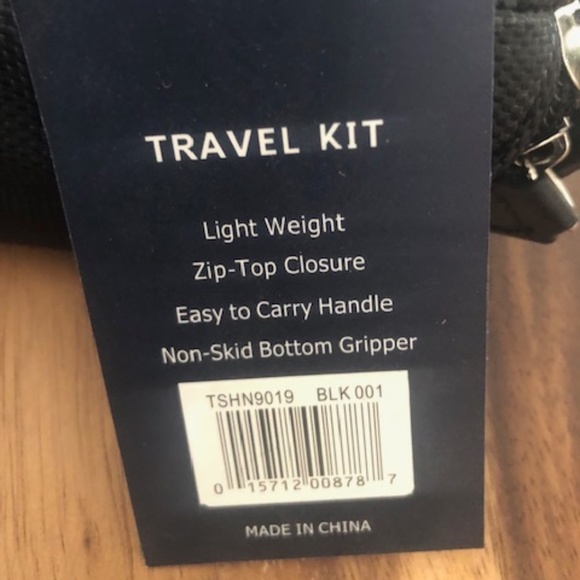 TRAVEL KIT
Light Weight
Zip-Top Closure
Easy to Carry Handle
Non-Skid Bottom Gripper
TSHN9019 BLK 001
0 15712 00878 7
MADE IN CHINA